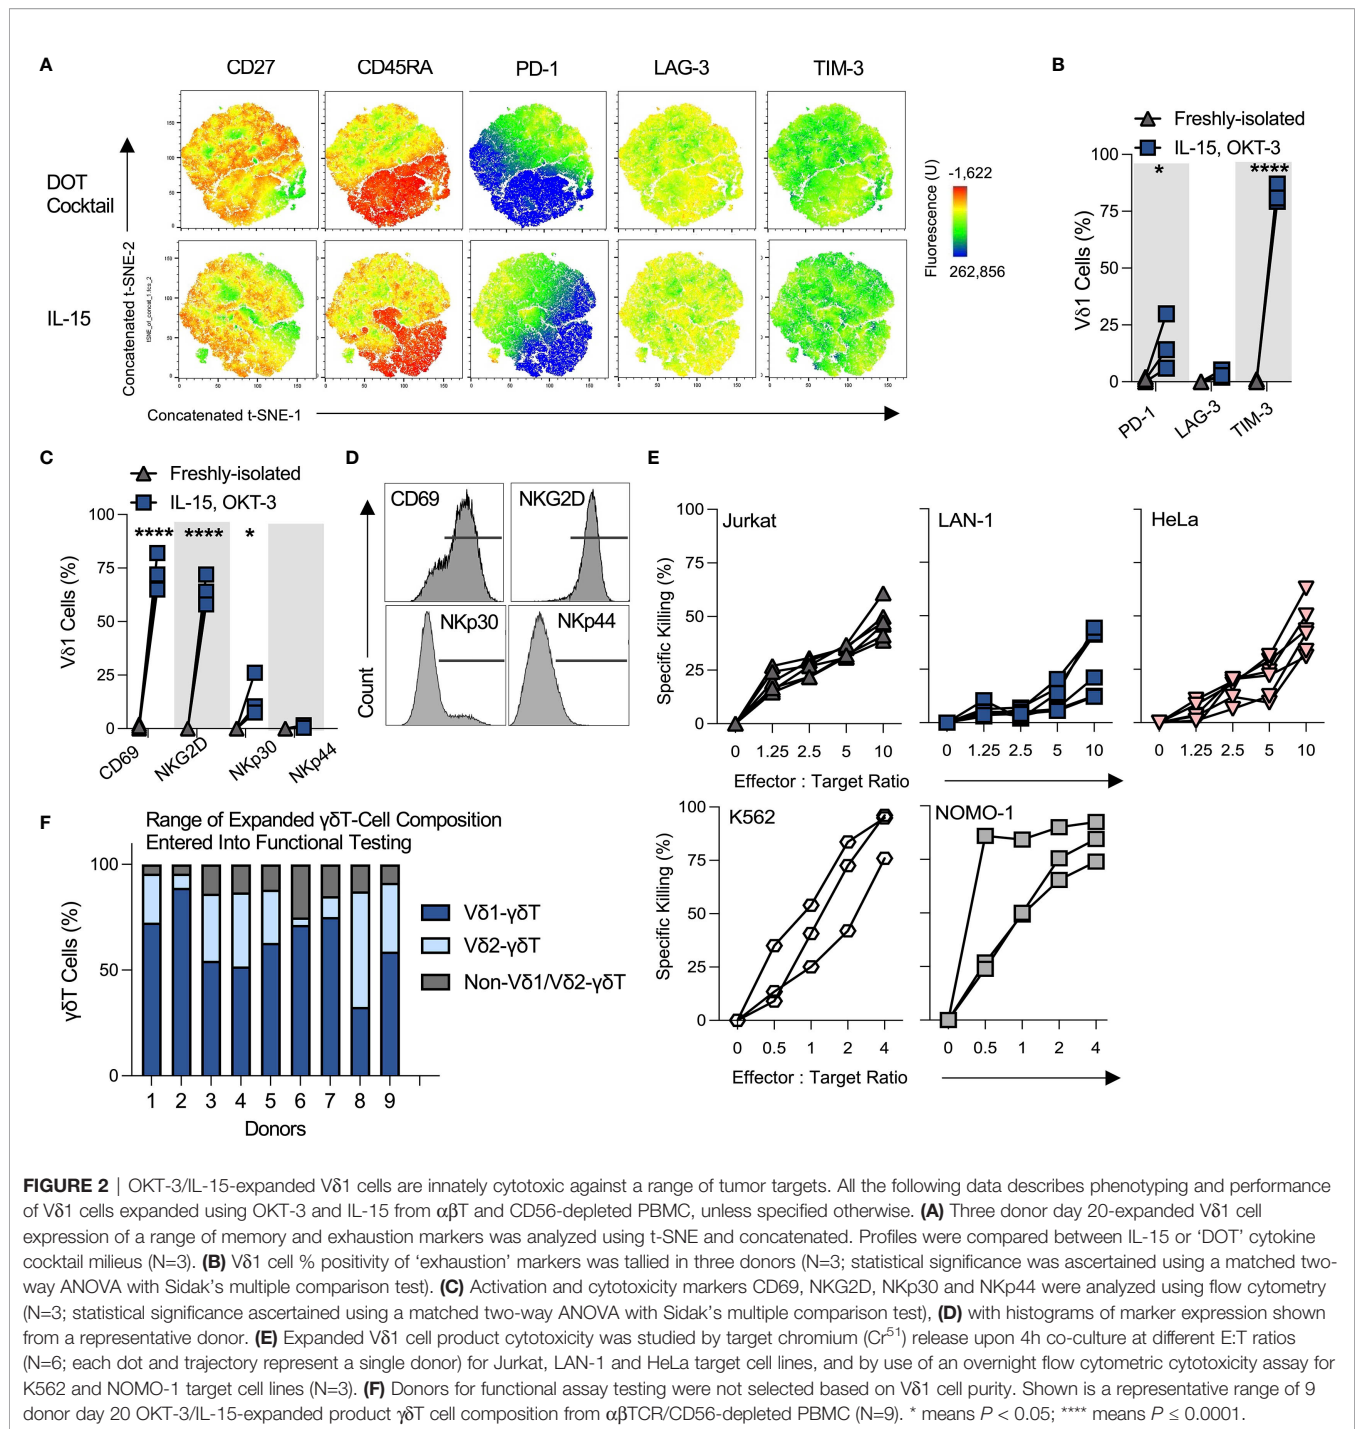 A
CD27 CD45RA PD-1 LAG-3 TIM-3
DOT
Cocktail
IL-15
Concatenated t-SNE-2
Concatenated t-SNE-1
0 50 100 150
tSNE_ot_concat_1.fcs_2
Fluorescence (U)
-1,622
262,856
B
Freshly-isolated
IL-15, OKT-3
Vδ1 Cells (%)
100
75
50
25
0
* ****
PD-1 LAG-3 TIM-3
C
Freshly-isolated
IL-15, OKT-3
Vδ1 Cells (%)
100
75
50
25
0
**** **** *
CD69 NKG2D NKp30 NKp44
D
CD69 NKG2D
NKp30 NKp44
Count
E
Specific Killing (%)
100
75
50
25
0
Jurkat LAN-1 HeLa
0 1.25 2.5 5 10
0 1.25 2.5 5 10
0 1.25 2.5 5 10
Effector : Target Ratio
Specific Killing (%)
100
75
50
25
0
K562 NOMO-1
0 0.5 1 2 4
0 0.5 1 2 4
Effector : Target Ratio
F
Range of Expanded γδT-Cell Composition
Entered Into Functional Testing
γδT Cells (%)
100
50
0
1 2 3 4 5 6 7 8 9
Donors
Vδ1-γδT
Vδ2-γδT
Non-Vδ1/Vδ2-γδT
FIGURE 2 | OKT-3/IL-15-expanded Vδ1 cells are innately cytotoxic against a range of tumor targets. All the following data describes phenotyping and performance
of Vδ1 cells expanded using OKT-3 and IL-15 from αβT and CD56-depleted PBMC, unless specified otherwise. (A) Three donor day 20-expanded Vδ1 cell
expression of a range of memory and exhaustion markers was analyzed using t-SNE and concatenated. Profiles were compared between IL-15 or ‘DOT’ cytokine
cocktail milieus (N=3). (B) Vδ1 cell % positivity of ‘exhaustion’ markers was tallied in three donors (N=3; statistical significance was ascertained using a matched two-
way ANOVA with Sidak’s multiple comparison test). (C) Activation and cytotoxicity markers CD69, NKG2D, NKp30 and NKp44 were analyzed using flow cytometry
(N=3; statistical significance ascertained using a matched two-way ANOVA with Sidak’s multiple comparison test), (D) with histograms of marker expression shown
from a representative donor. (E) Expanded Vδ1 cell product cytotoxicity was studied by target chromium (Cr51) release upon 4h co-culture at different E:T ratios
(N=6; each dot and trajectory represent a single donor) for Jurkat, LAN-1 and HeLa target cell lines, and by use of an overnight flow cytometric cytotoxicity assay for
K562 and NOMO-1 target cell lines (N=3). (F) Donors for functional assay testing were not selected based on Vδ1 cell purity. Shown is a representative range of 9
donor day 20 OKT-3/IL-15-expanded product γδT cell composition from αβTCR/CD56-depleted PBMC (N=9). * means P < 0.05; **** means P ≤ 0.0001.